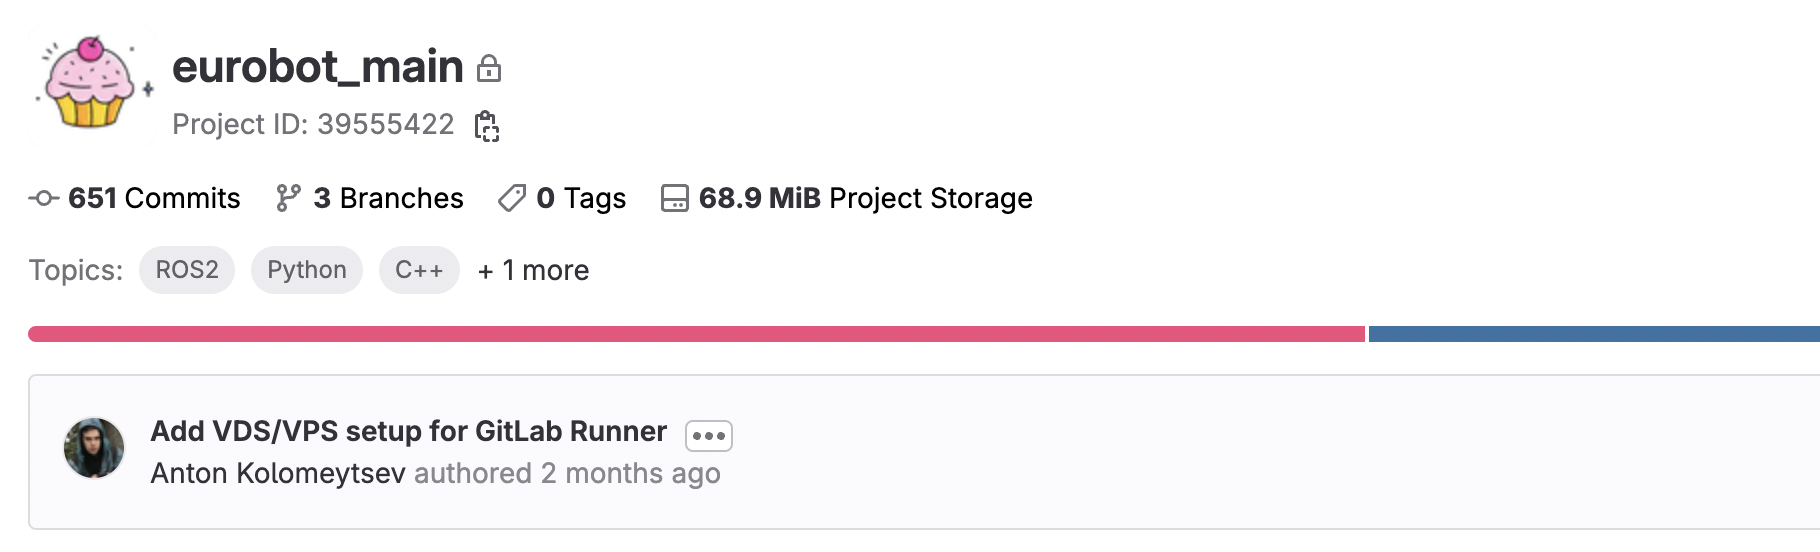 eurobot_main
Project ID: 39555422
651 Commits 3 Branches 0 Tags 68.9 MiB Project Storage
Topics: ROS2 Python C++ + 1 more
Add VDS/VPS setup for GitLab Runner
Anton Kolomeytsev authored 2 months ago